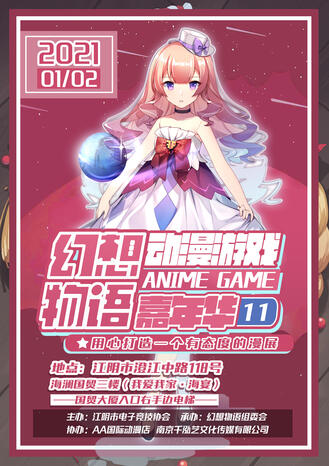 2021
01/02
幻想
物语
动漫游戏
ANIME GAME
嘉年华 11
★用心打造一个有态度的漫展
地点：江阴市澄江中路118号
海澜国贸三楼（我爱我家·海宴）
国贸大厦入口右手边电梯
主办：江阴市电子竞技协会 承办：幻想物语组委会
协办：AA国际动漫店 南京千泓艺文化传媒有限公司